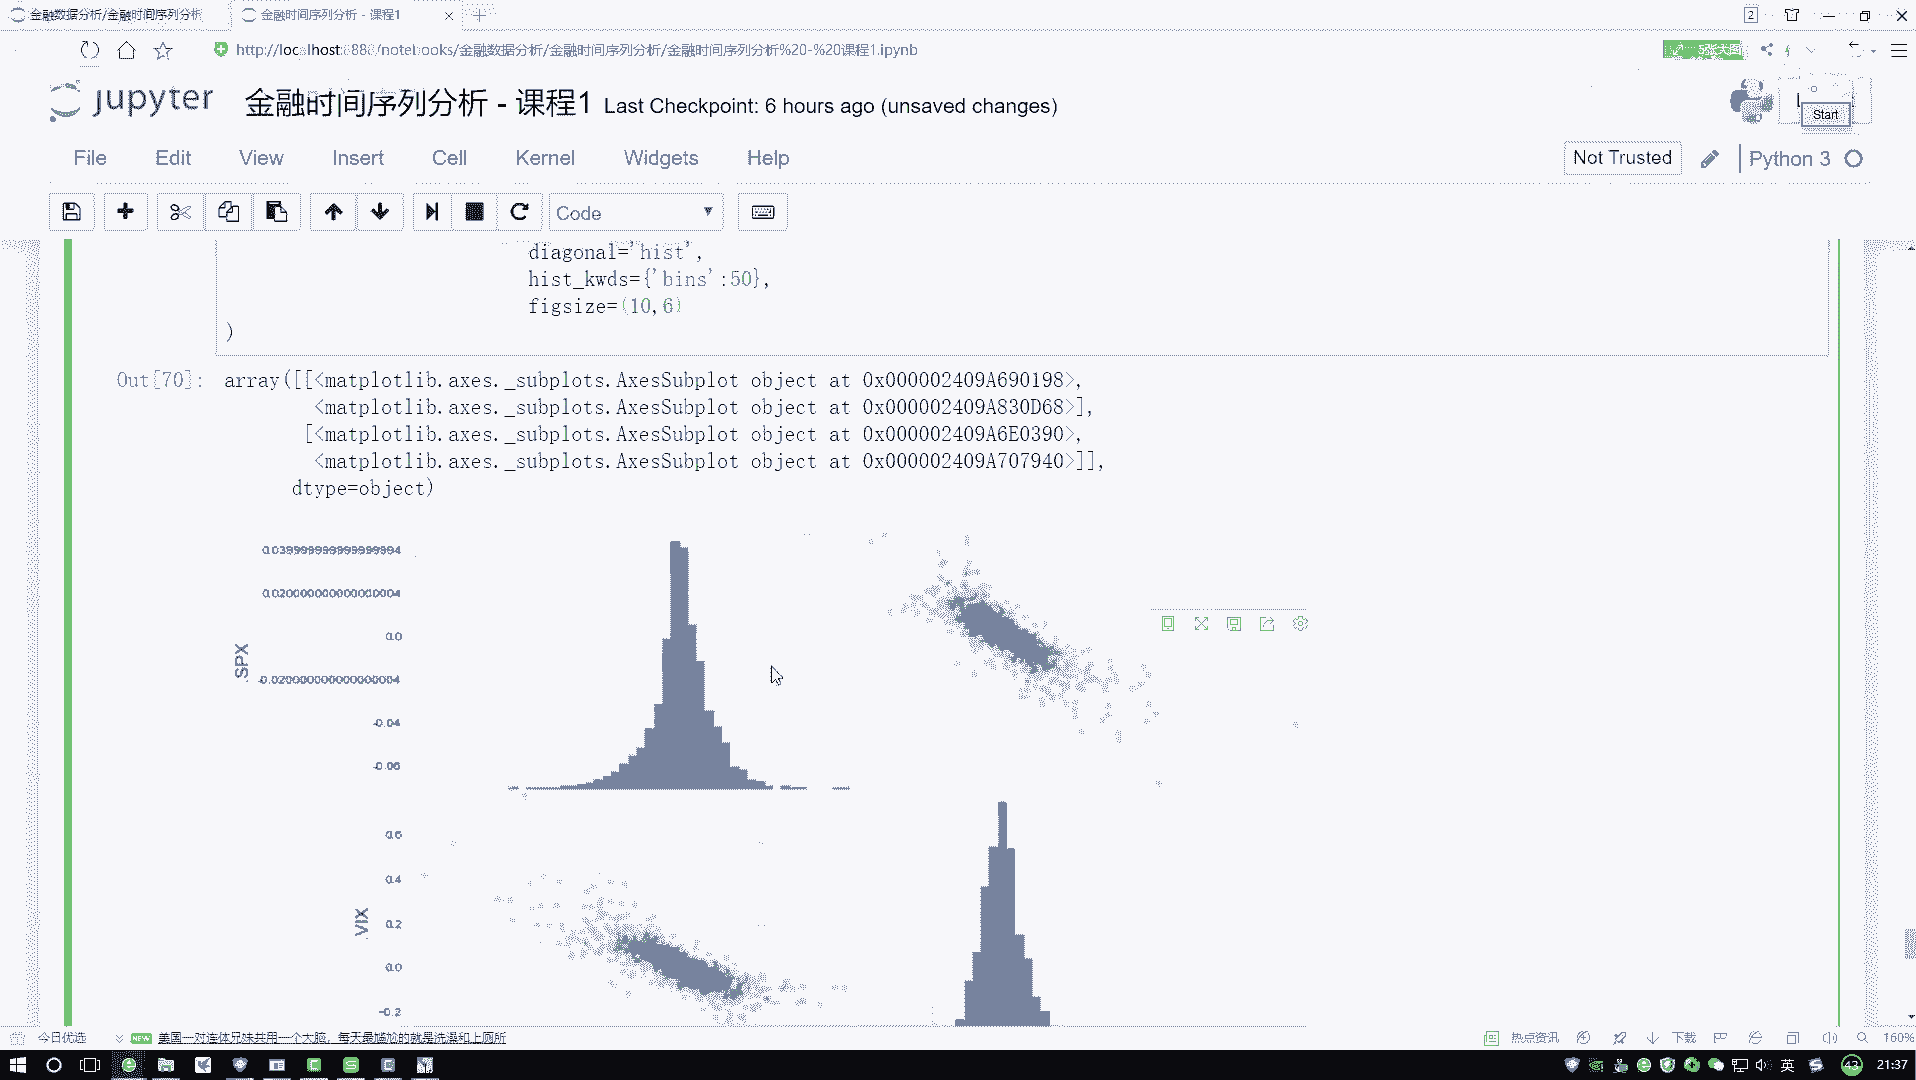 金融数据分析/金融时间序列分析
金融时间序列分析 - 课程1
2
http://localhost:8888/notebooks/金融数据分析/金融时间序列分析/金融时间序列分析%20-%20课程1.ipynb
5张大图
jupyter 金融时间序列分析 - 课程1 Last Checkpoint: 6 hours ago (unsaved changes)
Start
File Edit View Insert Cell Kernel Widgets Help
Not Trusted Python 3
Code
diagonal='hist',
hist_kwds={'bins':50},
figsize=(10,6)
)
Out[70]: array([[<matplotlib.axes._subplots.AxesSubplot object at 0x000002409A690198>,
<matplotlib.axes._subplots.AxesSubplot object at 0x000002409A830D68>],
[<matplotlib.axes._subplots.AxesSubplot object at 0x000002409A6E0390>,
<matplotlib.axes._subplots.AxesSubplot object at 0x000002409A707940>]],
dtype=object)
0.039999999999999994
0.020000000000000004
0.0
-0.020000000000000004
-0.04
-0.06
.SPX
0.6
0.4
0.2
0.0
-0.2
.VIX
今日优选 NEW 美国一对连体兄妹共用一个大脑，每天最尴尬的就是洗澡和上厕所
热点资讯 下载 160%
英 43 21:37